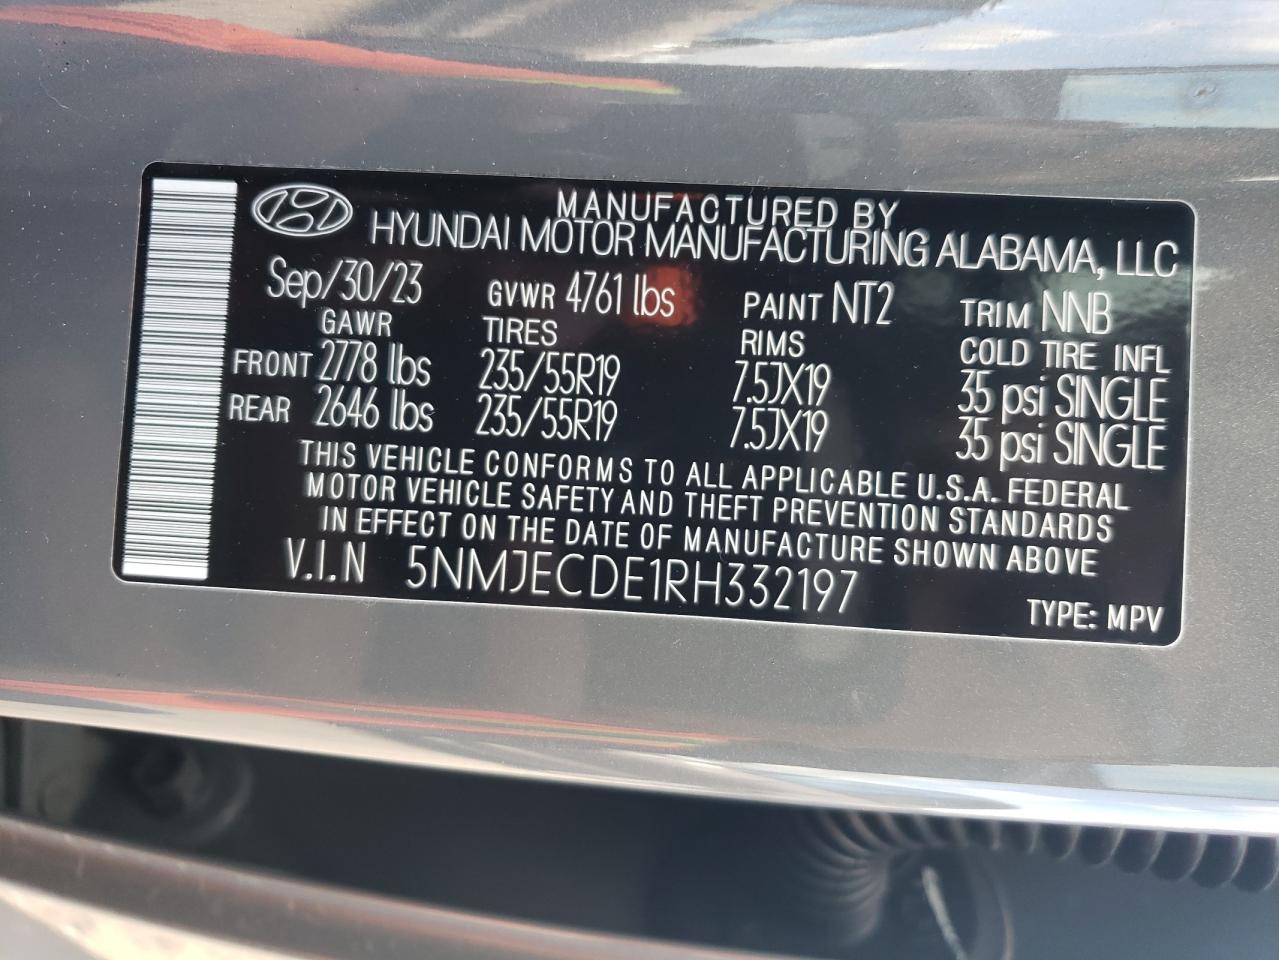 MANUFACTURED BY
HYUNDAI MOTOR MANUFACTURING ALABAMA, LLC
Sep/30/23 GVWR 4761 lbs PAINT NT2 TRIM NNB
GAWR TIRES RIMS COLD TIRE INFL
FRONT 2778 lbs 235/55R19 7.5JX19 35 psi SINGLE
REAR 2646 lbs 235/55R19 7.5JX19 35 psi SINGLE
THIS VEHICLE CONFORMS TO ALL APPLICABLE U.S.A. FEDERAL
MOTOR VEHICLE SAFETY AND THEFT PREVENTION STANDARDS
IN EFFECT ON THE DATE OF MANUFACTURE SHOWN ABOVE
V.I.N 5NMJECDE1RH332197
TYPE: MPV